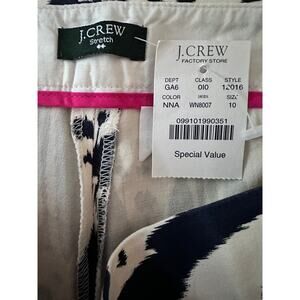 J.CREW
Stretch
J.CREW
FACTORY STORE
DEPT CLASS STYLE
GA6 010 12016
COLOR SIZE
NNA WN8007 10
099101990351
Special Value